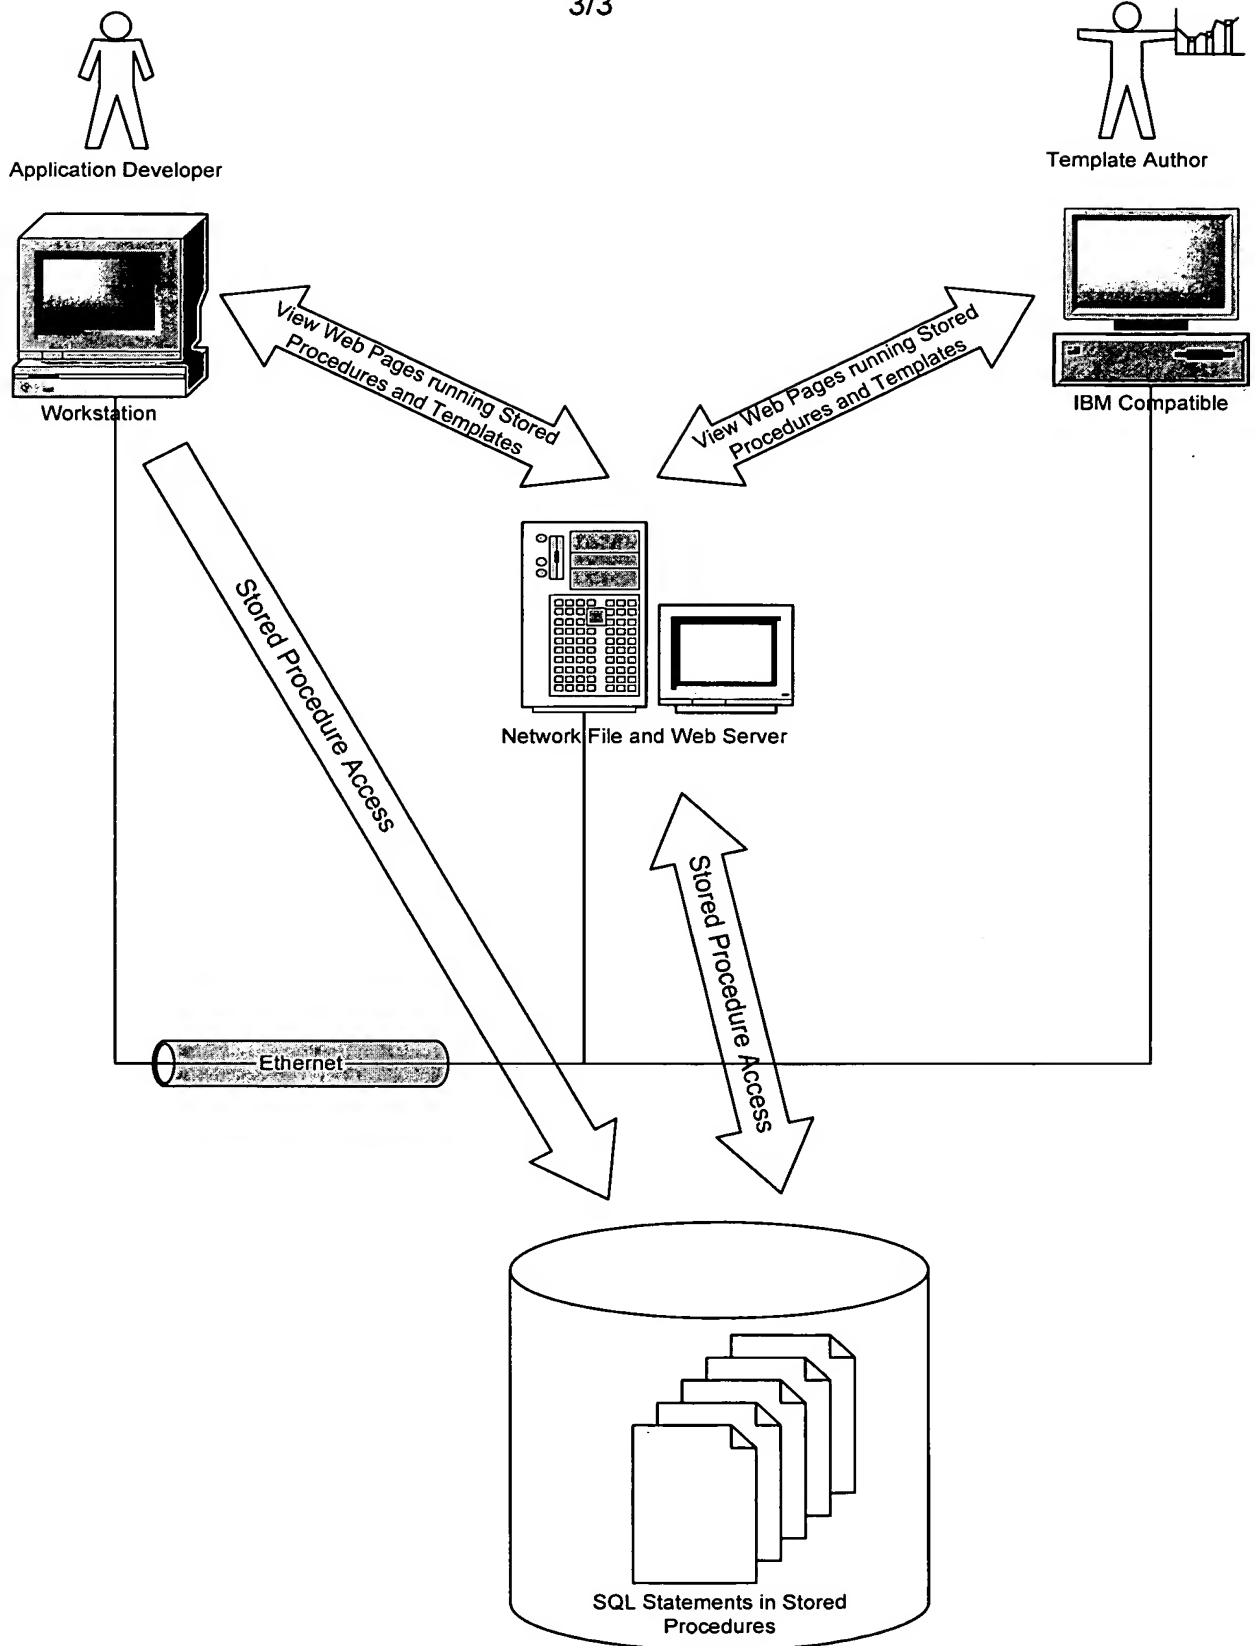 3/3
Application Developer
Template Author
Workstation
IBM Compatible
View Web Pages running Stored
Procedures and Templates
View Web Pages running Stored
Procedures and Templates
Network File and Web Server
Stored Procedure Access
Stored Procedure Access
Ethernet
SQL Statements in Stored
Procedures